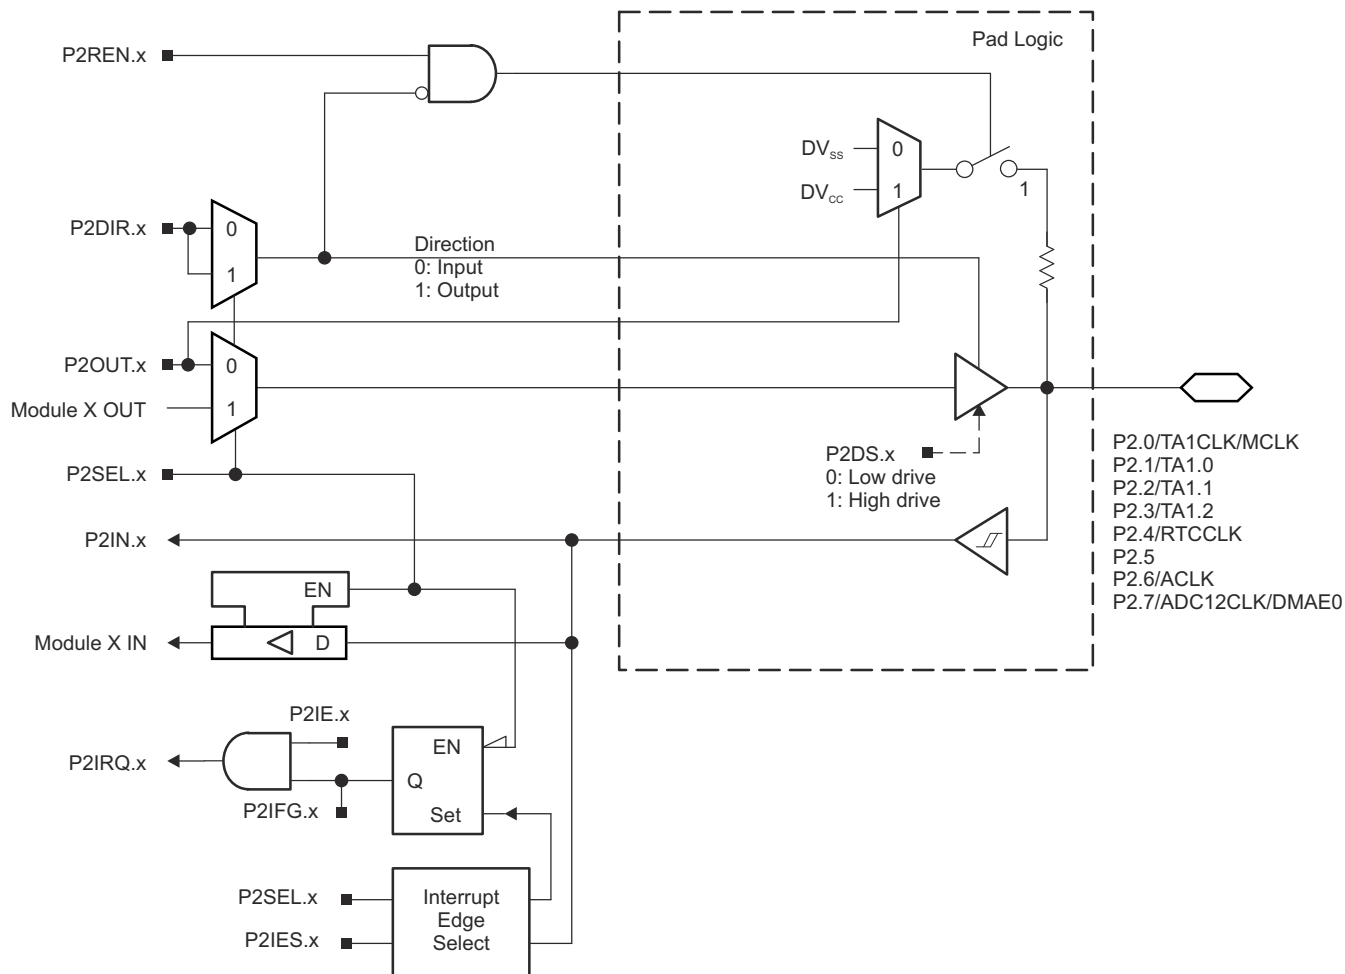 P2REN.x
Pad Logic
DVSS
0
DVCC
1
1
P2DIR.x
0
1
Direction
0: Input
1: Output
P2OUT.x
0
Module X OUT
1
P2SEL.x
P2DS.x
0: Low drive
1: High drive
P2.0/TA1CLK/MCLK
P2.1/TA1.0
P2.2/TA1.1
P2.3/TA1.2
P2.4/RTCCLK
P2.5
P2.6/ACLK
P2.7/ADC12CLK/DMAE0
P2IN.x
EN
Module X IN
D
P2IE.x
P2IRQ.x
EN
Q
P2IFG.x
Set
P2SEL.x
P2IES.x
Interrupt
Edge
Select